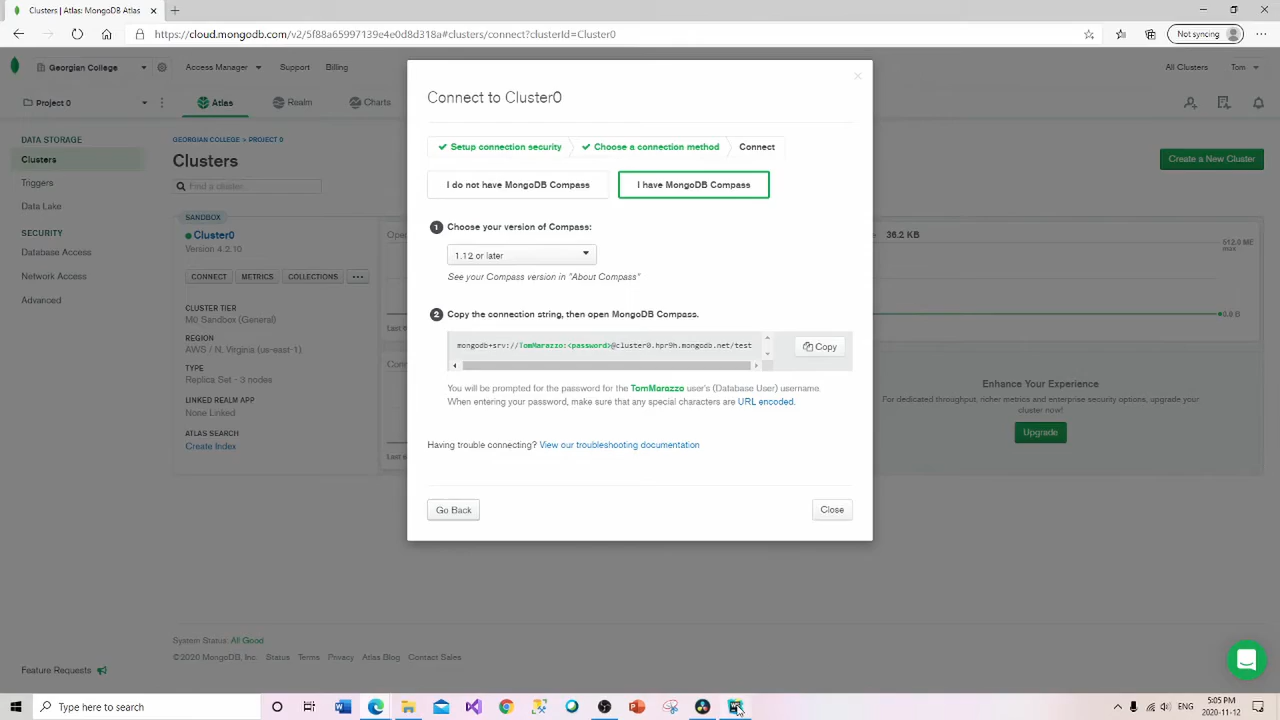 Atlas: MongoDB Atlas
https://cloud.mongodb.com/v2/5f88a65997139e4e0d8d318a#clusters/connect?clusterId=Cluster0
Not syncing
Georgian College
Access Manager
Support
Billing
All Clusters
Tom
Project 0
Atlas
Realm
Charts
DATA STORAGE
Clusters
Triggers
Data Lake
SECURITY
Database Access
Network Access
Advanced
GEORGIAN COLLEGE > PROJECT 0
Clusters
Find a cluster...
Create a New Cluster
SANDBOX
Cluster0
Version 4.2.10
CONNECT
METRICS
COLLECTIONS
CLUSTER TIER
M0 Sandbox (General)
REGION
AWS / N. Virginia (us-east-1)
TYPE
Replica Set - 3 nodes
LINKED REALM APP
None Linked
ATLAS SEARCH
Create Index
36.2 KB
512.0 MB
max
0.0 B
Enhance Your Experience
For dedicated throughput, richer metrics and enterprise security options, upgrade your
cluster now!
Upgrade
Connect to Cluster0
Setup connection security
Choose a connection method
Connect
I do not have MongoDB Compass
I have MongoDB Compass
1 Choose your version of Compass:
1.12 or later
See your Compass version in "About Compass"
2 Copy the connection string, then open MongoDB Compass.
mongodb+srv://TomMarazzo:<password>@cluster0.hpr9h.mongodb.net/test
Copy
You will be prompted for the password for the TomMarazzo user's (Database User) username.
When entering your password, make sure that any special characters are URL encoded.
Having trouble connecting? View our troubleshooting documentation
Go Back
Close
System Status: All Good
©2020 MongoDB, Inc.
Status
Terms
Privacy
Atlas Blog
Contact Sales
Feature Requests
Type here to search
ENG
5:05 PM
2020-11-12